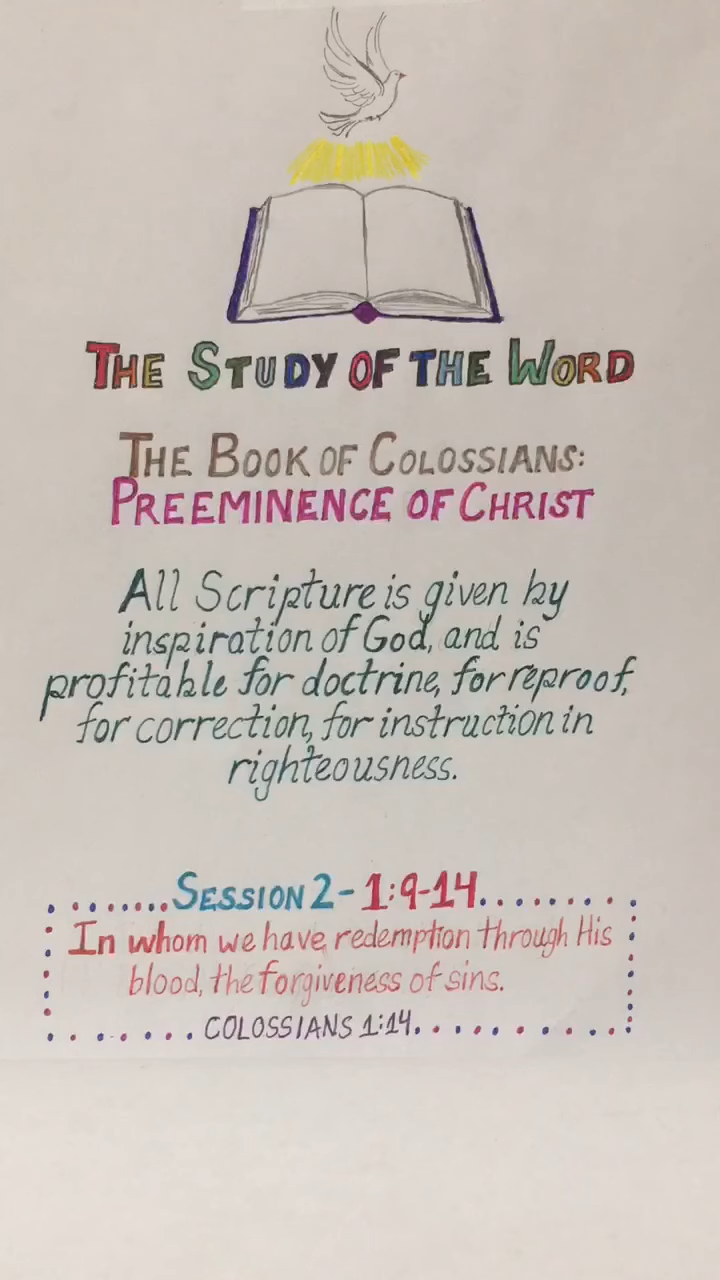 THE STUDY OF THE WORD
THE BOOK OF COLOSSIANS:
PREEMINENCE OF CHRIST
All Scripture is given by
inspiration of God, and is
profitable for doctrine, for reproof,
for correction, for instruction in
righteousness.
SESSION 2- 1:9-14
In whom we have redemption through His
blood, the forgiveness of sins.
COLOSSIANS 1:14